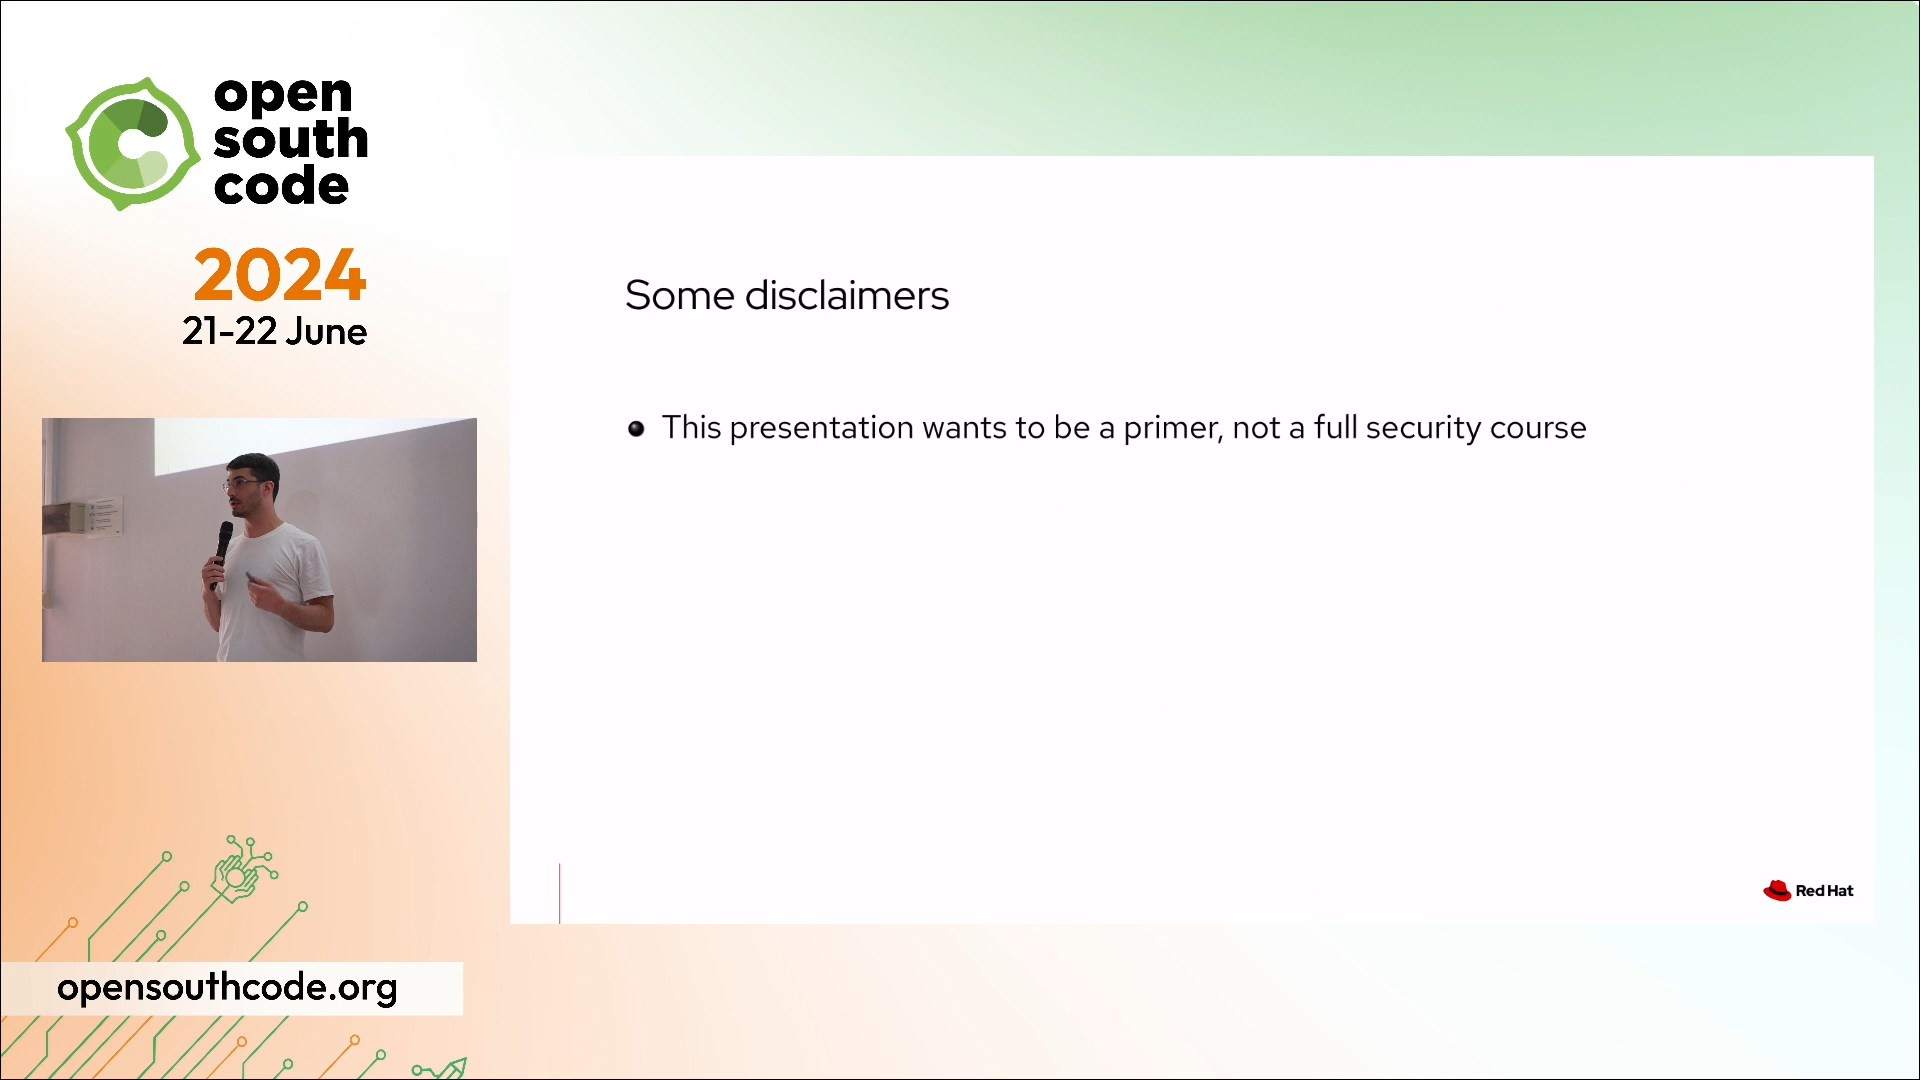 open
south
code
2024
21-22 June
Some disclaimers
This presentation wants to be a primer, not a full security course
Red Hat
opensouthcode.org